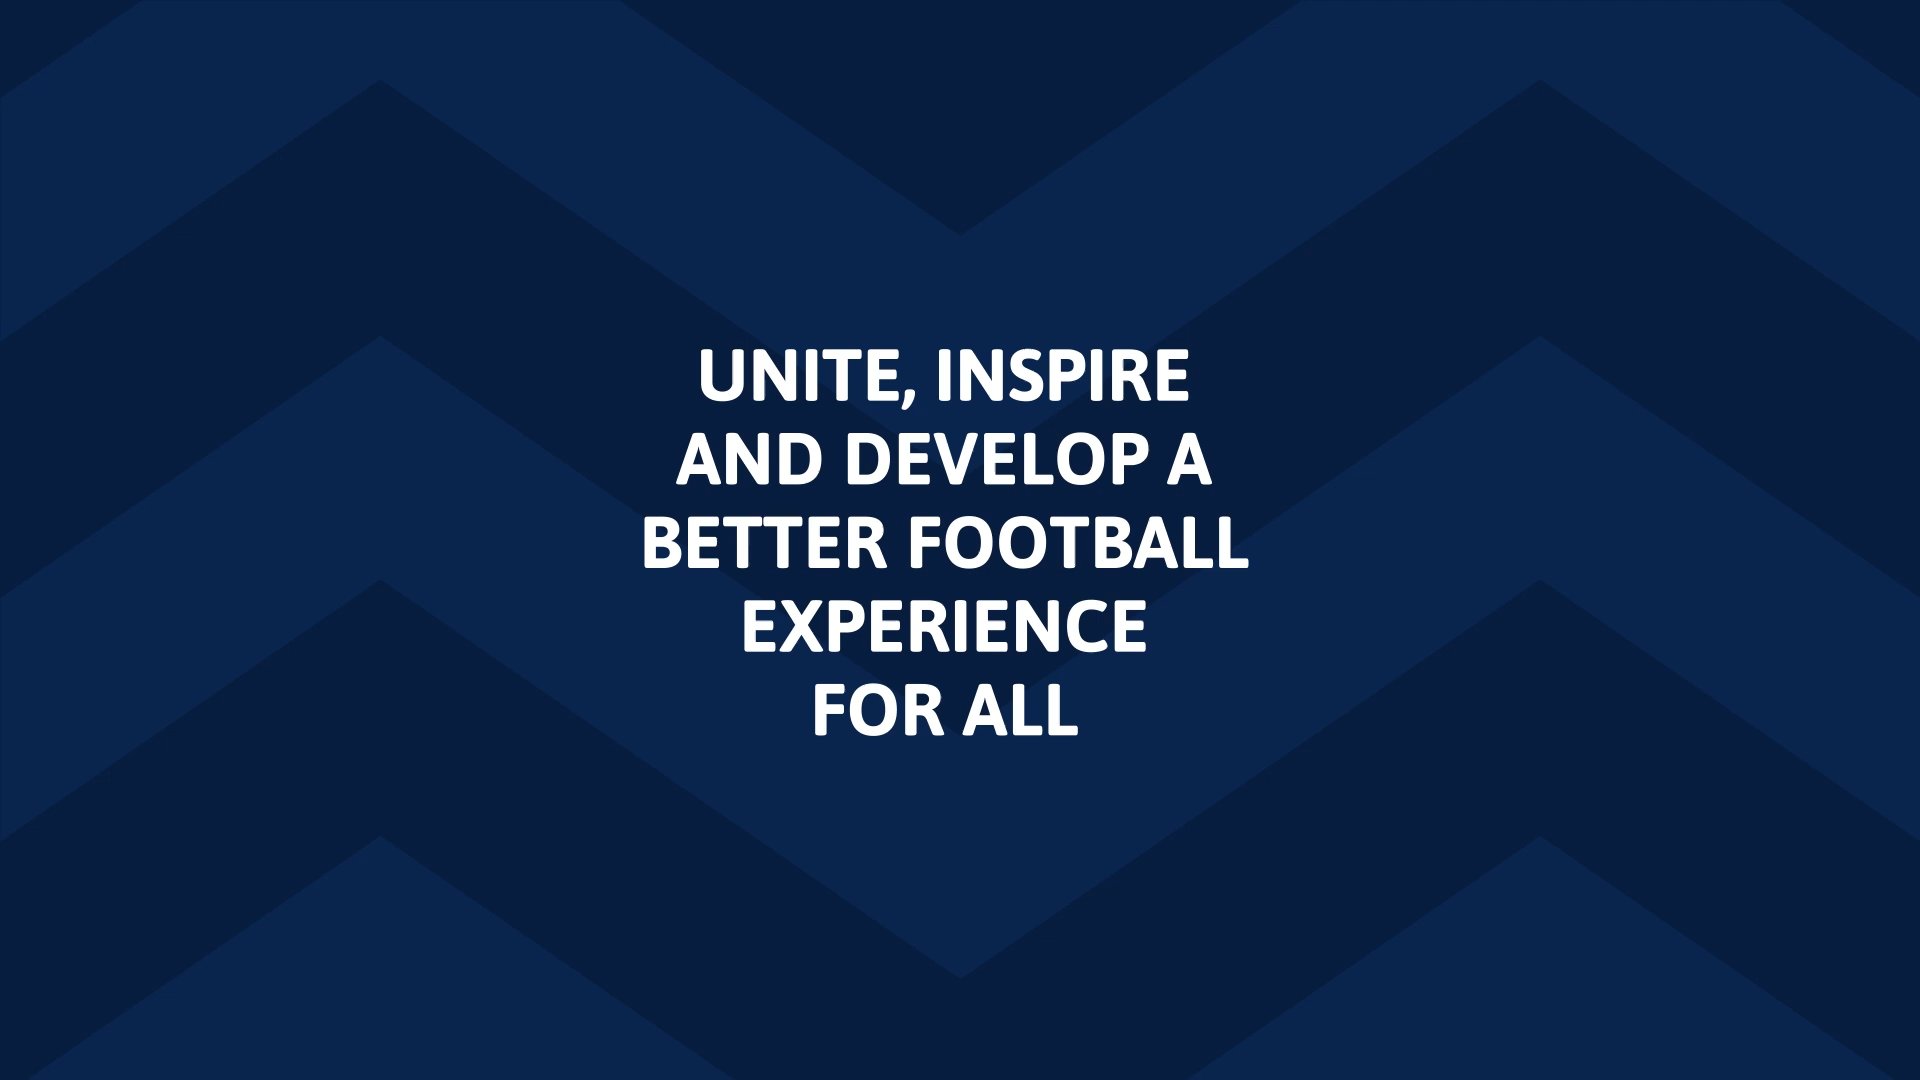 UNITE, INSPIRE
AND DEVELOP A
BETTER FOOTBALL
EXPERIENCE
FOR ALL